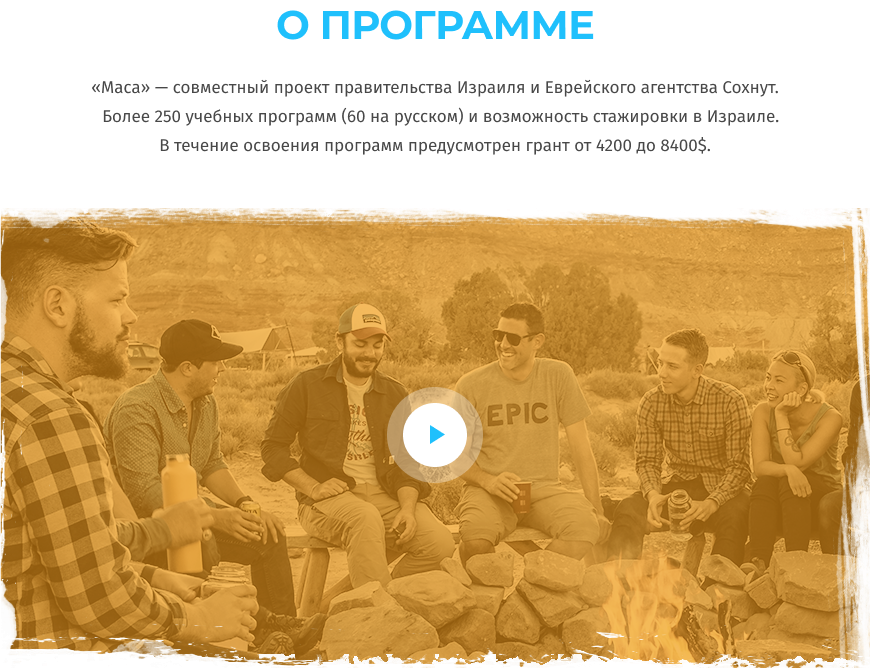 О ПРОГРАММЕ
«Маса» — совместный проект правительства Израиля и Еврейского агентства Сохнут.
Более 250 учебных программ (60 на русском) и возможность стажировки в Израиле.
В течение освоения программ предусмотрен грант от 4200 до 8400$.
EPIC